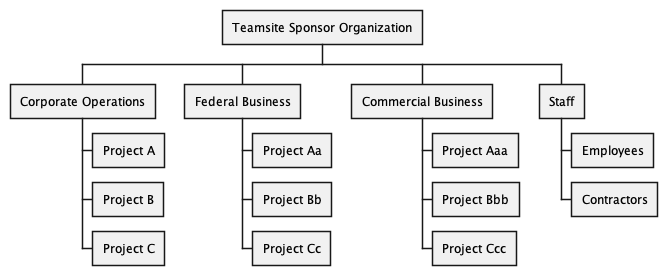 Teamsite Sponsor Organization
Corporate Operations
Project A
Project B
Project C
Federal Business
Project Aa
Project Bb
Project Cc
Commercial Business
Project Aaa
Project Bbb
Project Ccc
Staff
Employees
Contractors